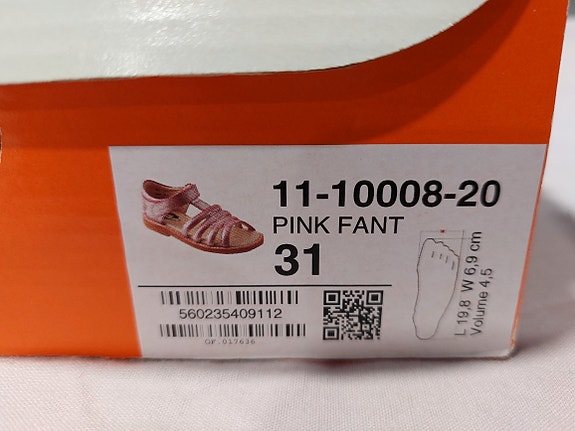 11-10008-20
PINK FANT
31
560235409112
OF.017636
L 19,8 W 6,9 cm
Volume 4,5